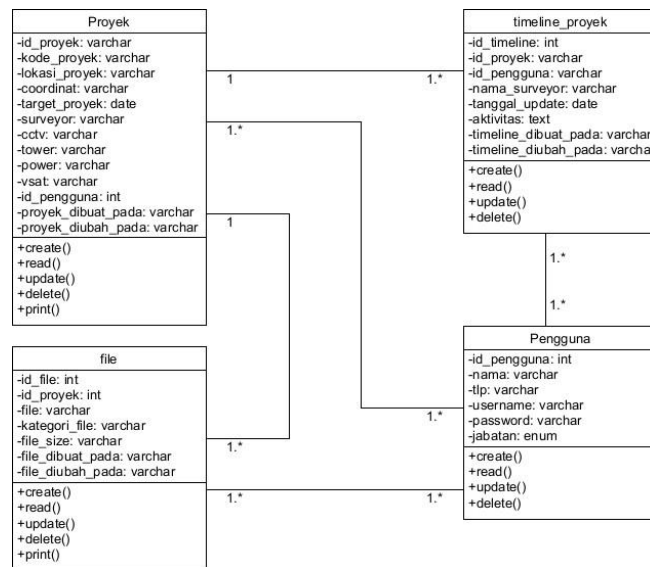 Proyek
-id_proyek: varchar
-kode_proyek: varchar
-lokasi_proyek: varchar
-coordinat: varchar
-target_proyek: date
-surveyor: varchar
-cctv: varchar
-tower: varchar
-power: varchar
-vsat: varchar
-id_pengguna: int
-proyek_dibuat_pada: varchar
-proyek_diubah_pada: varchar
+create()
+read()
+update()
+delete()
+print()
1
1.*
1.*
1
timeline_proyek
-id_timeline: int
-id_proyek: varchar
-id_pengguna: varchar
-nama_surveyor: varchar
-tanggal_update: date
-aktivitas: text
-timeline_dibuat_pada: varchar
-timeline_diubah_pada: varcha
+create()
+read()
+update()
+delete()
1.*
1.*
file
-id_file: int
-id_proyek: int
-file: varchar
-kategori_file: varchar
-file_size: varchar
-file_dibuat_pada: varchar
-file_diubah_pada: varchar
+create()
+read()
+update()
+delete()
+print()
1.*
1.*
1.*
1.*
Pengguna
-id_pengguna: int
-nama: varchar
-tlp: varchar
-username: varchar
-password: varchar
-jabatan: enum
+create()
+read()
+update()
+delete()